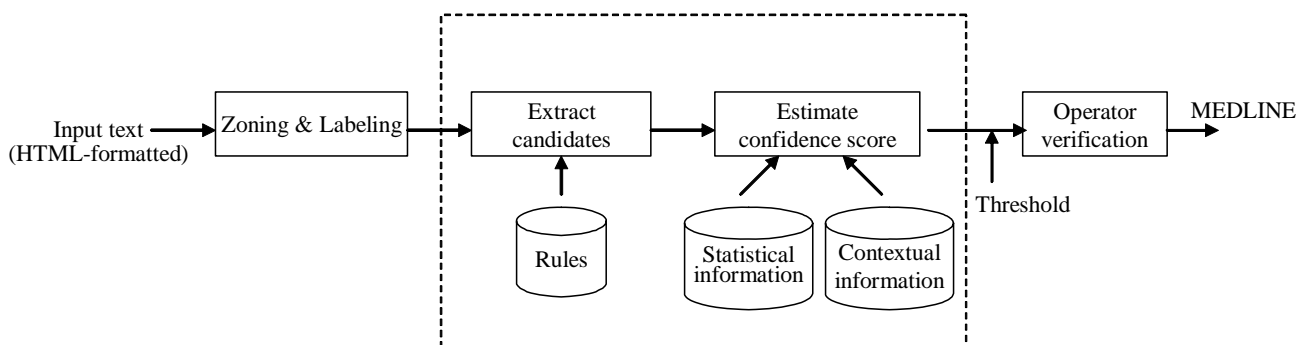 Input text
(HTML-formatted)
Zoning & Labeling
Extract
candidates
Estimate
confidence score
Operator
verification
MEDLINE
Rules
Statistical
information
Contextual
information
Threshold